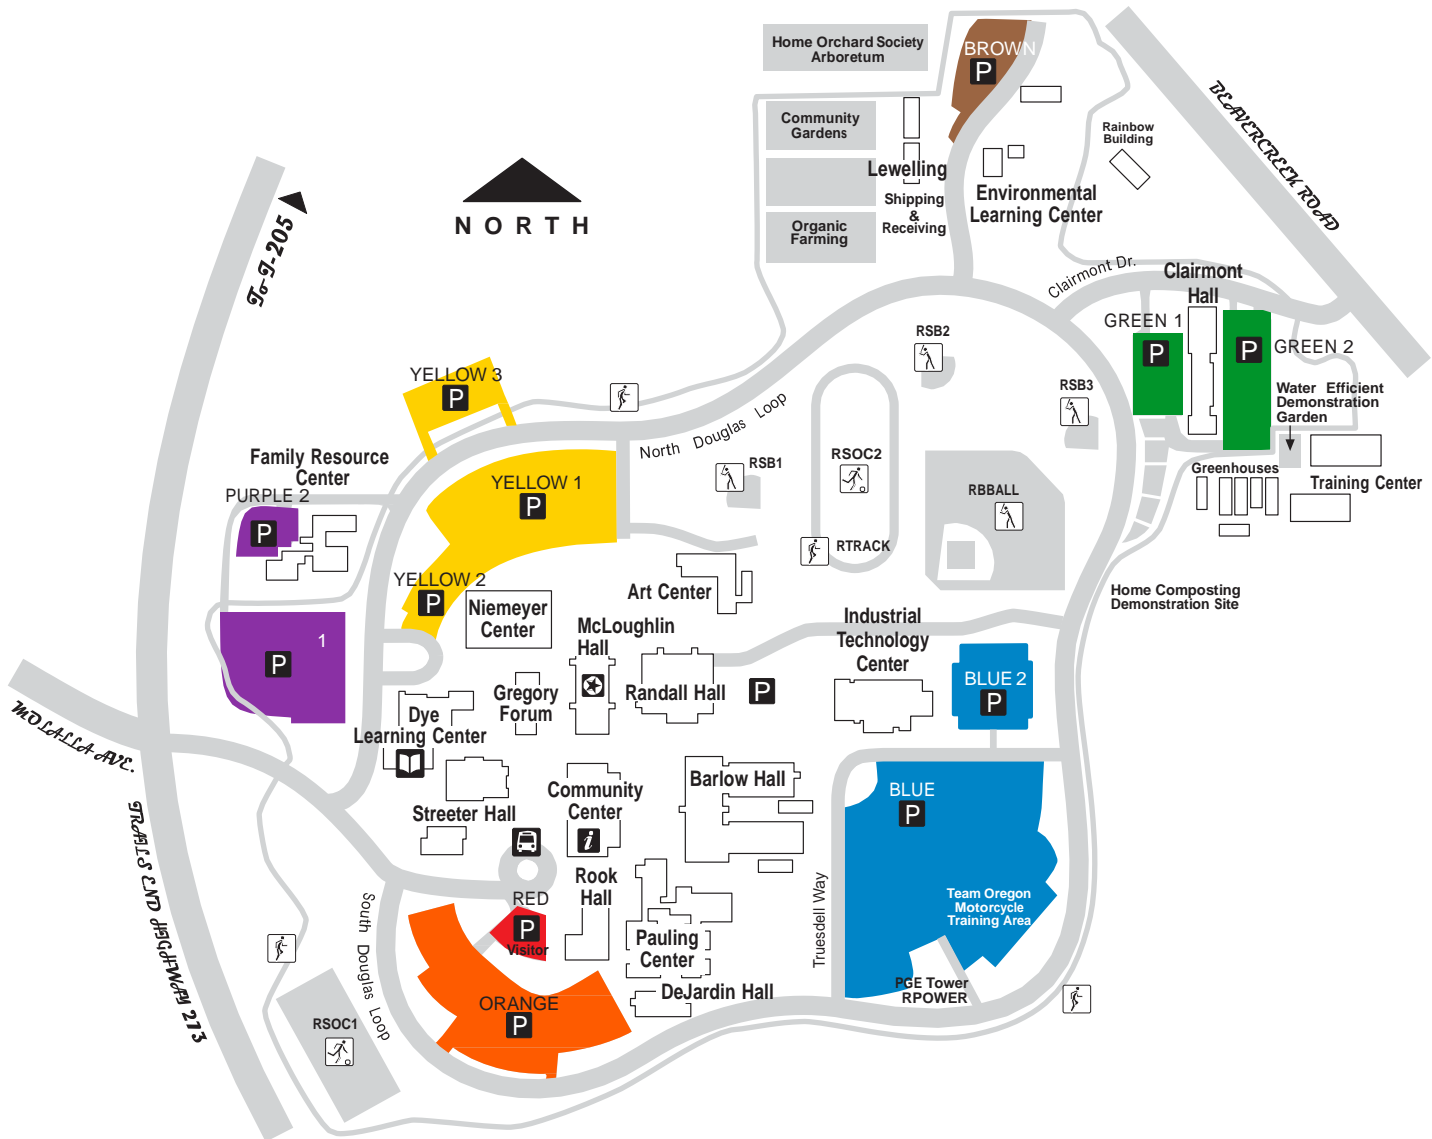 Home Orchard Society
Arboretum
BROWN
P
BEAVERCREEK ROAD
Community
Gardens
Rainbow
Building
Lewelling
Shipping
&
Receiving
Environmental
Learning Center
Organic
Farming
To-I-205
NORTH
Clairmont Dr.
Clairmont
Hall
GREEN 1
P
P
GREEN 2
RSB2
RSB3
Water Efficient
Demonstration
Garden
YELLOW 3
P
North Douglas Loop
RSB1
RSOC2
RBBALL
RTRACK
Greenhouses
Training Center
Family Resource
Center
PURPLE 2
P
YELLOW 1
P
YELLOW 2
P
Niemeyer
Center
Art Center
Home Composting
Demonstration Site
1
P
McLoughlin
Hall
Industrial
Technology
Center
Gregory
Forum
Randall Hall
P
BLUE 2
P
MOLALLA AVE.
Dye
Learning Center
TRAILS END HIGHWAY 213
Streeter Hall
Community
Center
i
Barlow Hall
BLUE
P
Rook
Hall
RED
P
Visitor
Truesdell Way
Team Oregon
Motorcycle
Training Area
South Douglas Loop
Pauling
Center
PGE Tower
RPOWER
DeJardin Hall
ORANGE
P
RSOC1